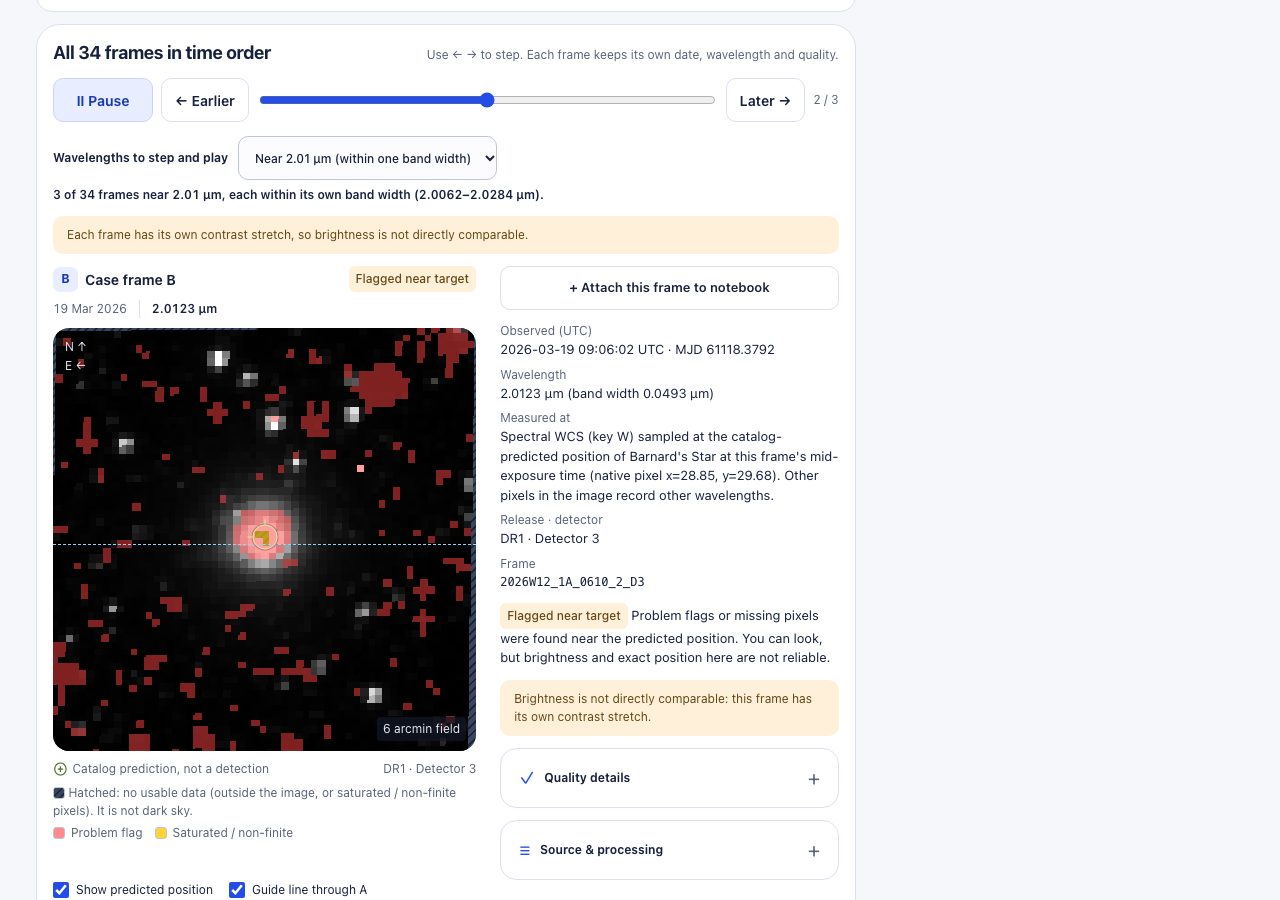 All 34 frames in time order
Use ← → to step. Each frame keeps its own date, wavelength and quality.
II Pause
← Earlier
Later →
2 / 3
Wavelengths to step and play
Near 2.01 µm (within one band width)
3 of 34 frames near 2.01 µm, each within its own band width (2.0062–2.0284 µm).
Each frame has its own contrast stretch, so brightness is not directly comparable.
B
Case frame B
Flagged near target
19 Mar 2026
2.0123 µm
N ↑
E ←
6 arcmin field
Catalog prediction, not a detection
DR1 · Detector 3
Hatched: no usable data (outside the image, or saturated / non-finite
pixels). It is not dark sky.
Problem flag
Saturated / non-finite
Show predicted position
Guide line through A
+ Attach this frame to notebook
Observed (UTC)
2026-03-19 09:06:02 UTC · MJD 61118.3792
Wavelength
2.0123 µm (band width 0.0493 µm)
Measured at
Spectral WCS (key W) sampled at the catalog-
predicted position of Barnard's Star at this frame's mid-
exposure time (native pixel x=28.85, y=29.68). Other
pixels in the image record other wavelengths.
Release · detector
DR1 · Detector 3
Frame
2026W12_1A_0610_2_D3
Flagged near target Problem flags or missing pixels
were found near the predicted position. You can look,
but brightness and exact position here are not reliable.
Brightness is not directly comparable: this frame has
its own contrast stretch.
Quality details
+
Source & processing
+